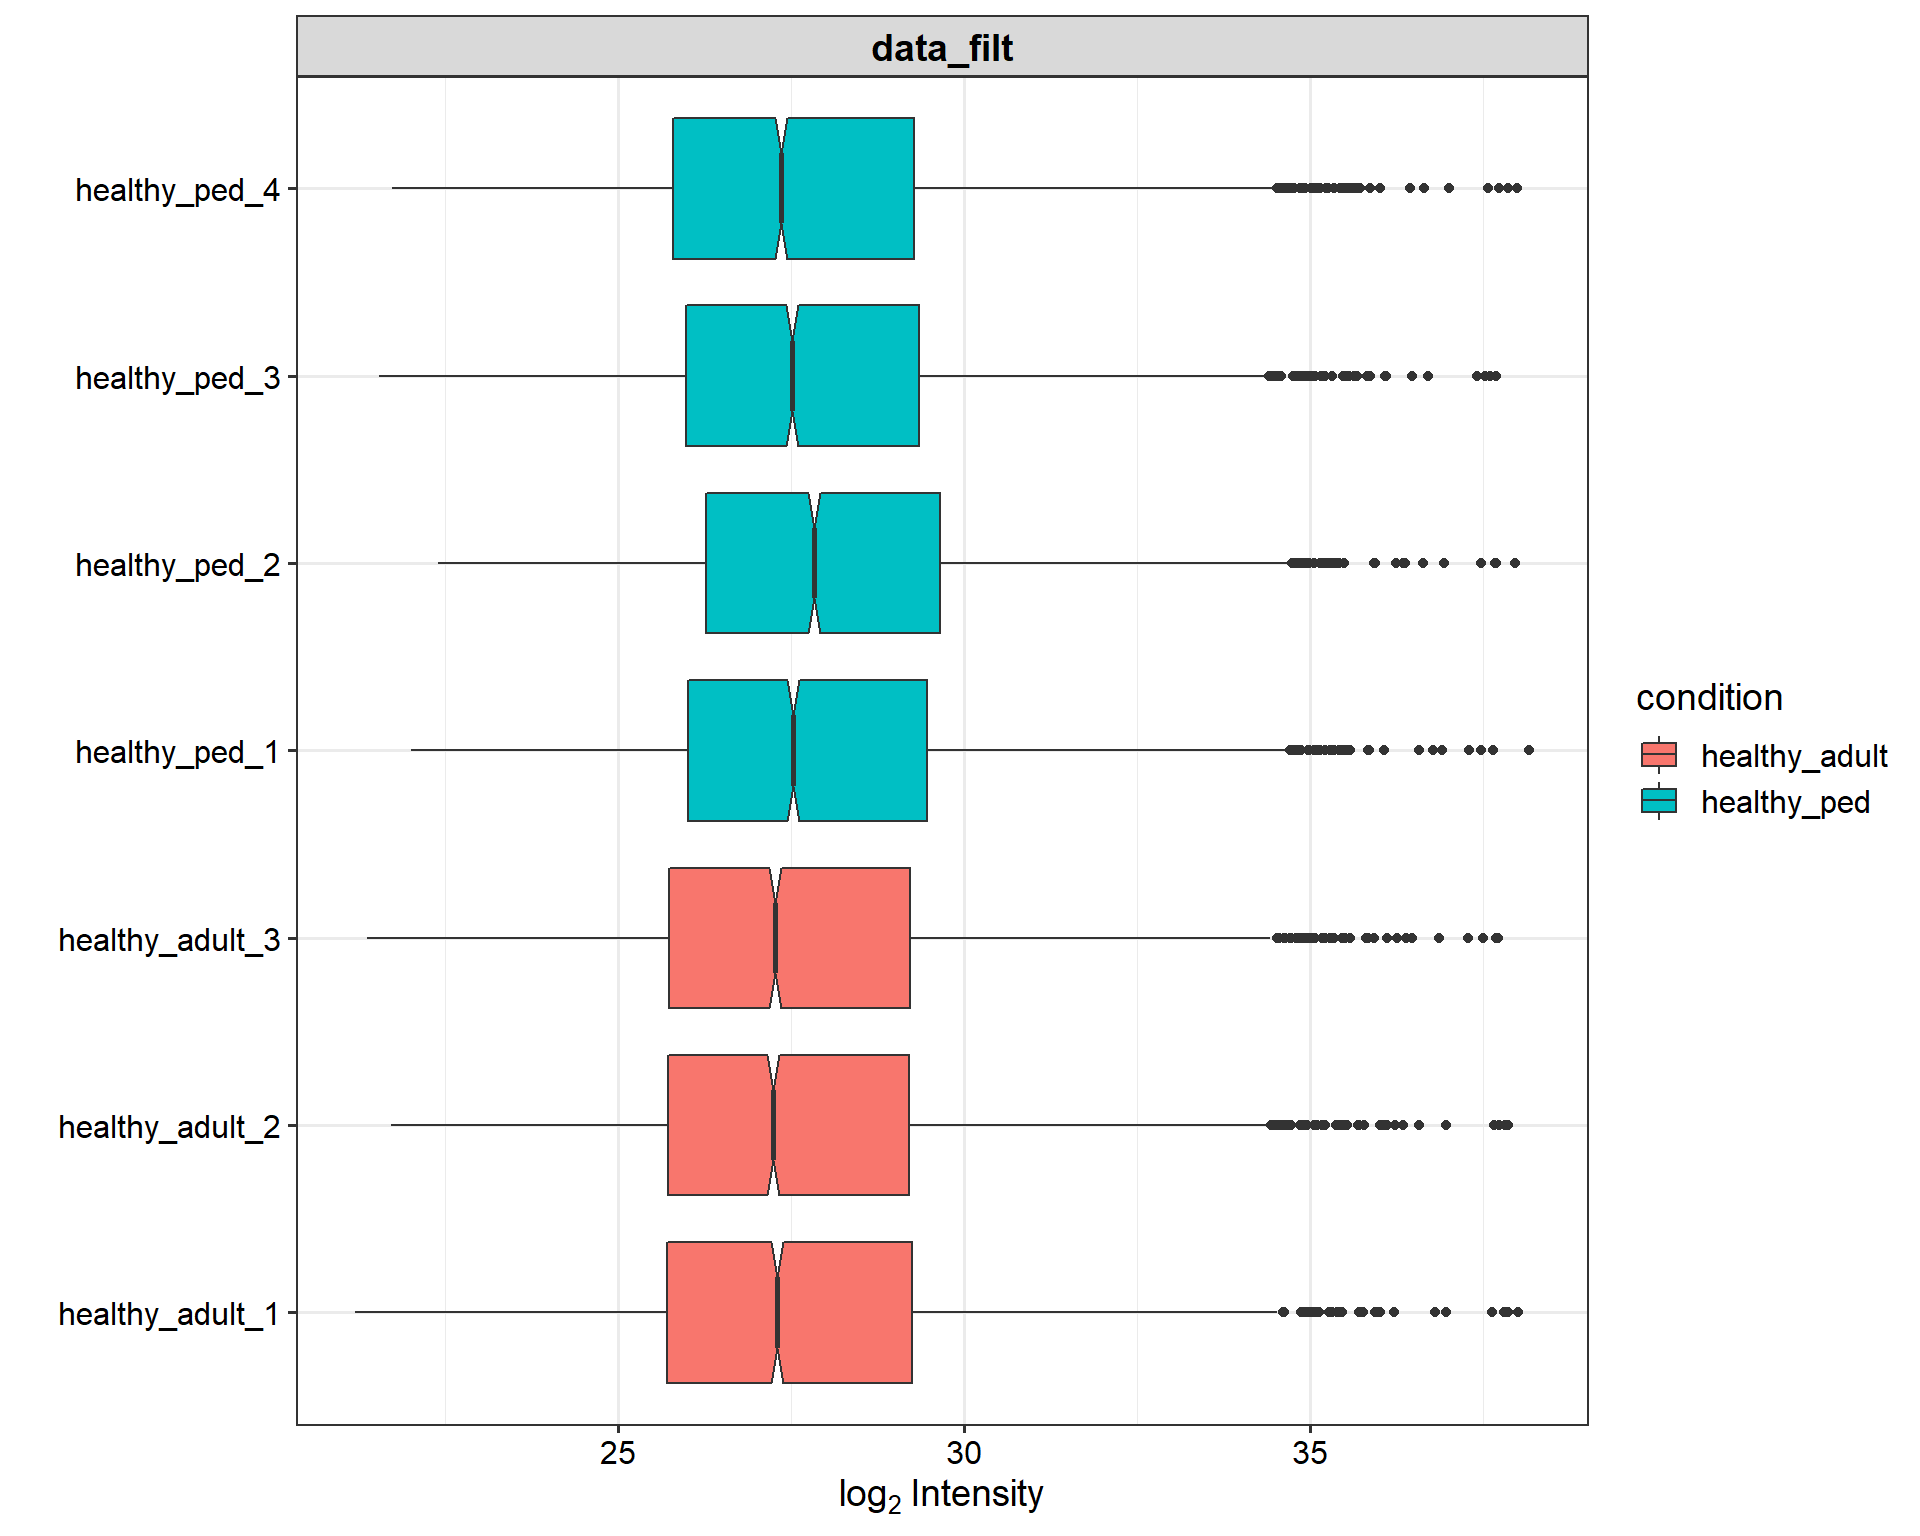 data_filt
healthy_ped_4
healthy_ped_3
healthy_ped_2
healthy_ped_1
healthy_adult_3
healthy_adult_2
healthy_adult_1
25 30 35
log₂ Intensity
condition
healthy_adult
healthy_ped